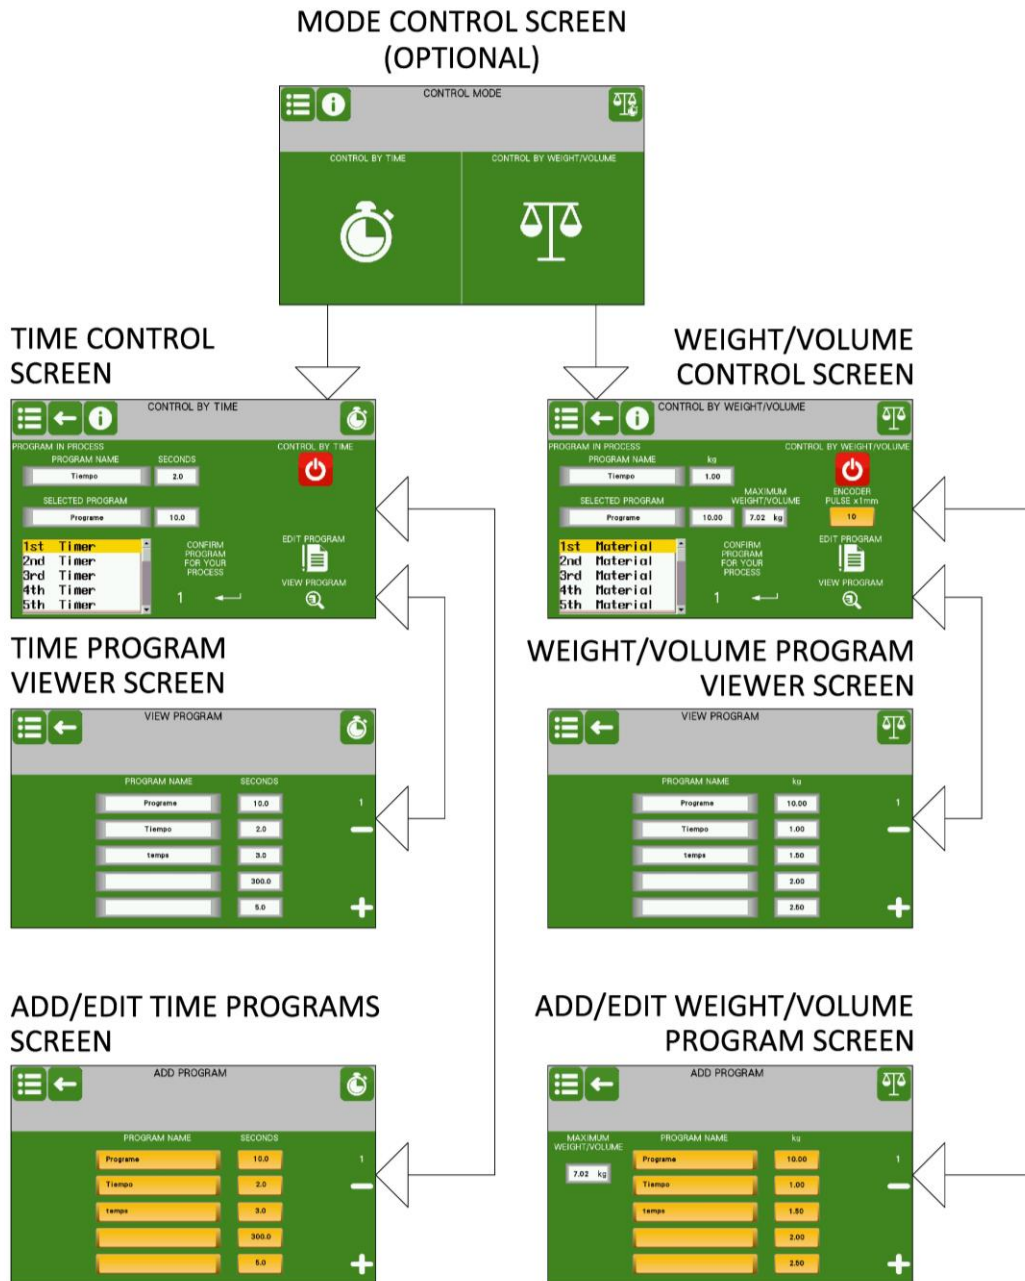 MODE CONTROL SCREEN
(OPTIONAL)
CONTROL MODE
CONTROL BY TIME
CONTROL BY WEIGHT/VOLUME
TIME CONTROL
SCREEN
CONTROL BY TIME
PROGRAM IN PROCESS
CONTROL BY TIME
PROGRAM NAME
SECONDS
Tiempo
2.0
SELECTED PROGRAM
Programe
10.0
1st Timer
2nd Timer
3rd Timer
4th Timer
5th Timer
CONFIRM
PROGRAM
FOR YOUR
PROCESS
1
EDIT PROGRAM
VIEW PROGRAM
WEIGHT/VOLUME
CONTROL SCREEN
CONTROL BY WEIGHT/VOLUME
PROGRAM IN PROCESS
CONTROL BY WEIGHT/VOLUME
PROGRAM NAME
kg
Tiempo
1.00
SELECTED PROGRAM
MAXIMUM
WEIGHT/VOLUME
ENCODER
PULSE x1mm
Programe
10.00
7.02 kg
10
1st Material
2nd Material
3rd Material
4th Material
5th Material
CONFIRM
PROGRAM
FOR YOUR
PROCESS
1
EDIT PROGRAM
VIEW PROGRAM
TIME PROGRAM
VIEWER SCREEN
VIEW PROGRAM
PROGRAM NAME
SECONDS
Programe
10.0
1
Tiempo
2.0
temps
3.0
300.0
5.0
WEIGHT/VOLUME PROGRAM
VIEWER SCREEN
VIEW PROGRAM
PROGRAM NAME
kg
Programe
10.00
1
Tiempo
1.00
temps
1.50
2.00
2.50
ADD/EDIT TIME PROGRAMS
SCREEN
ADD PROGRAM
PROGRAM NAME
SECONDS
Programe
10.0
1
Tiempo
2.0
temps
3.0
300.0
5.0
ADD/EDIT WEIGHT/VOLUME
PROGRAM SCREEN
ADD PROGRAM
MAXIMUM
WEIGHT/VOLUME
7.02 kg
PROGRAM NAME
kg
Programe
10.00
1
Tiempo
1.00
temps
1.50
2.00
2.50